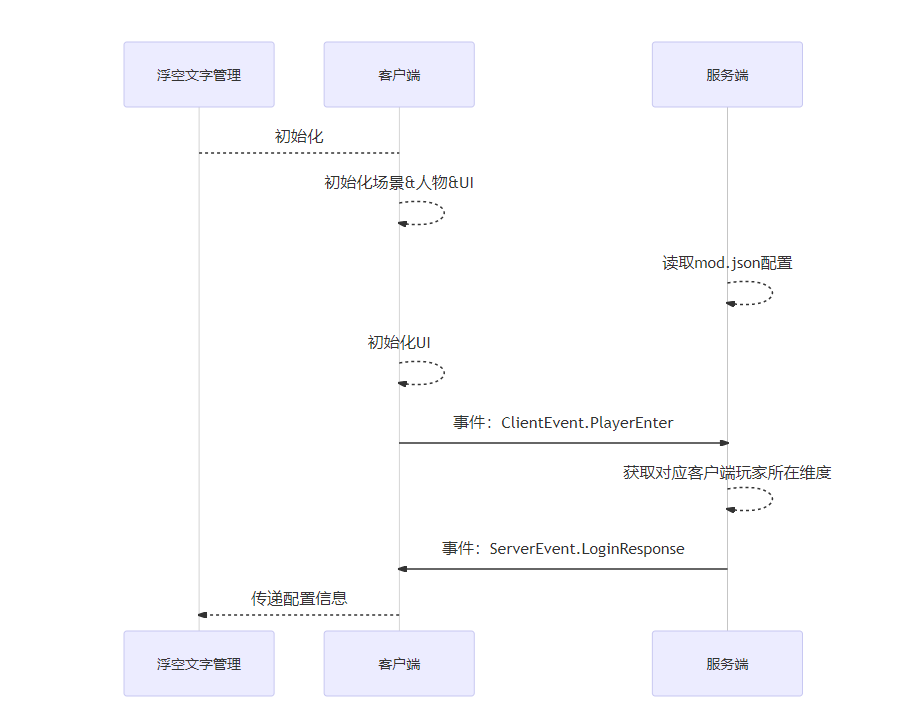 浮空文字管理
客户端
服务端
初始化
初始化场景&人物&UI
读取mod.json配置
初始化UI
事件：ClientEvent.PlayerEnter
获取对应客户端玩家所在维度
事件：ServerEvent.LoginResponse
传递配置信息
浮空文字管理
客户端
服务端